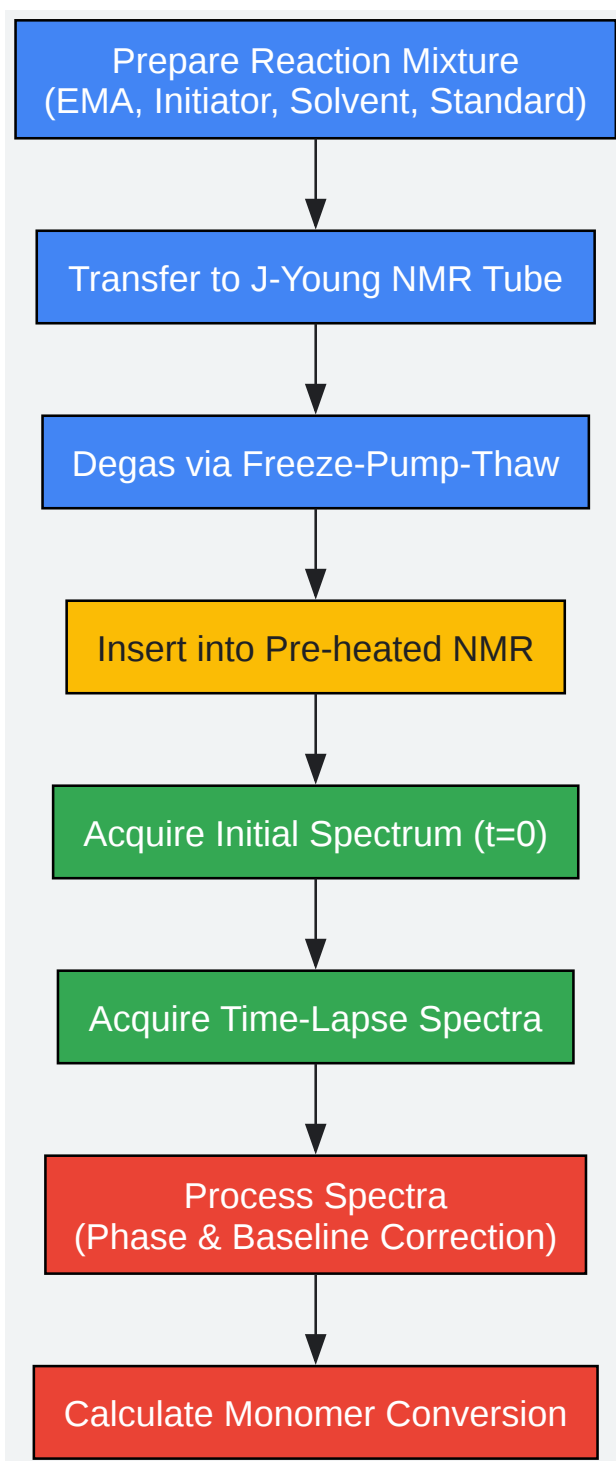 Prepare Reaction Mixture
(EMA, Initiator, Solvent, Standard)
Transfer to J-Young NMR Tube
Degas via Freeze-Pump-Thaw
Insert into Pre-heated NMR
Acquire Initial Spectrum (t=0)
Acquire Time-Lapse Spectra
Process Spectra
(Phase & Baseline Correction)
Calculate Monomer Conversion